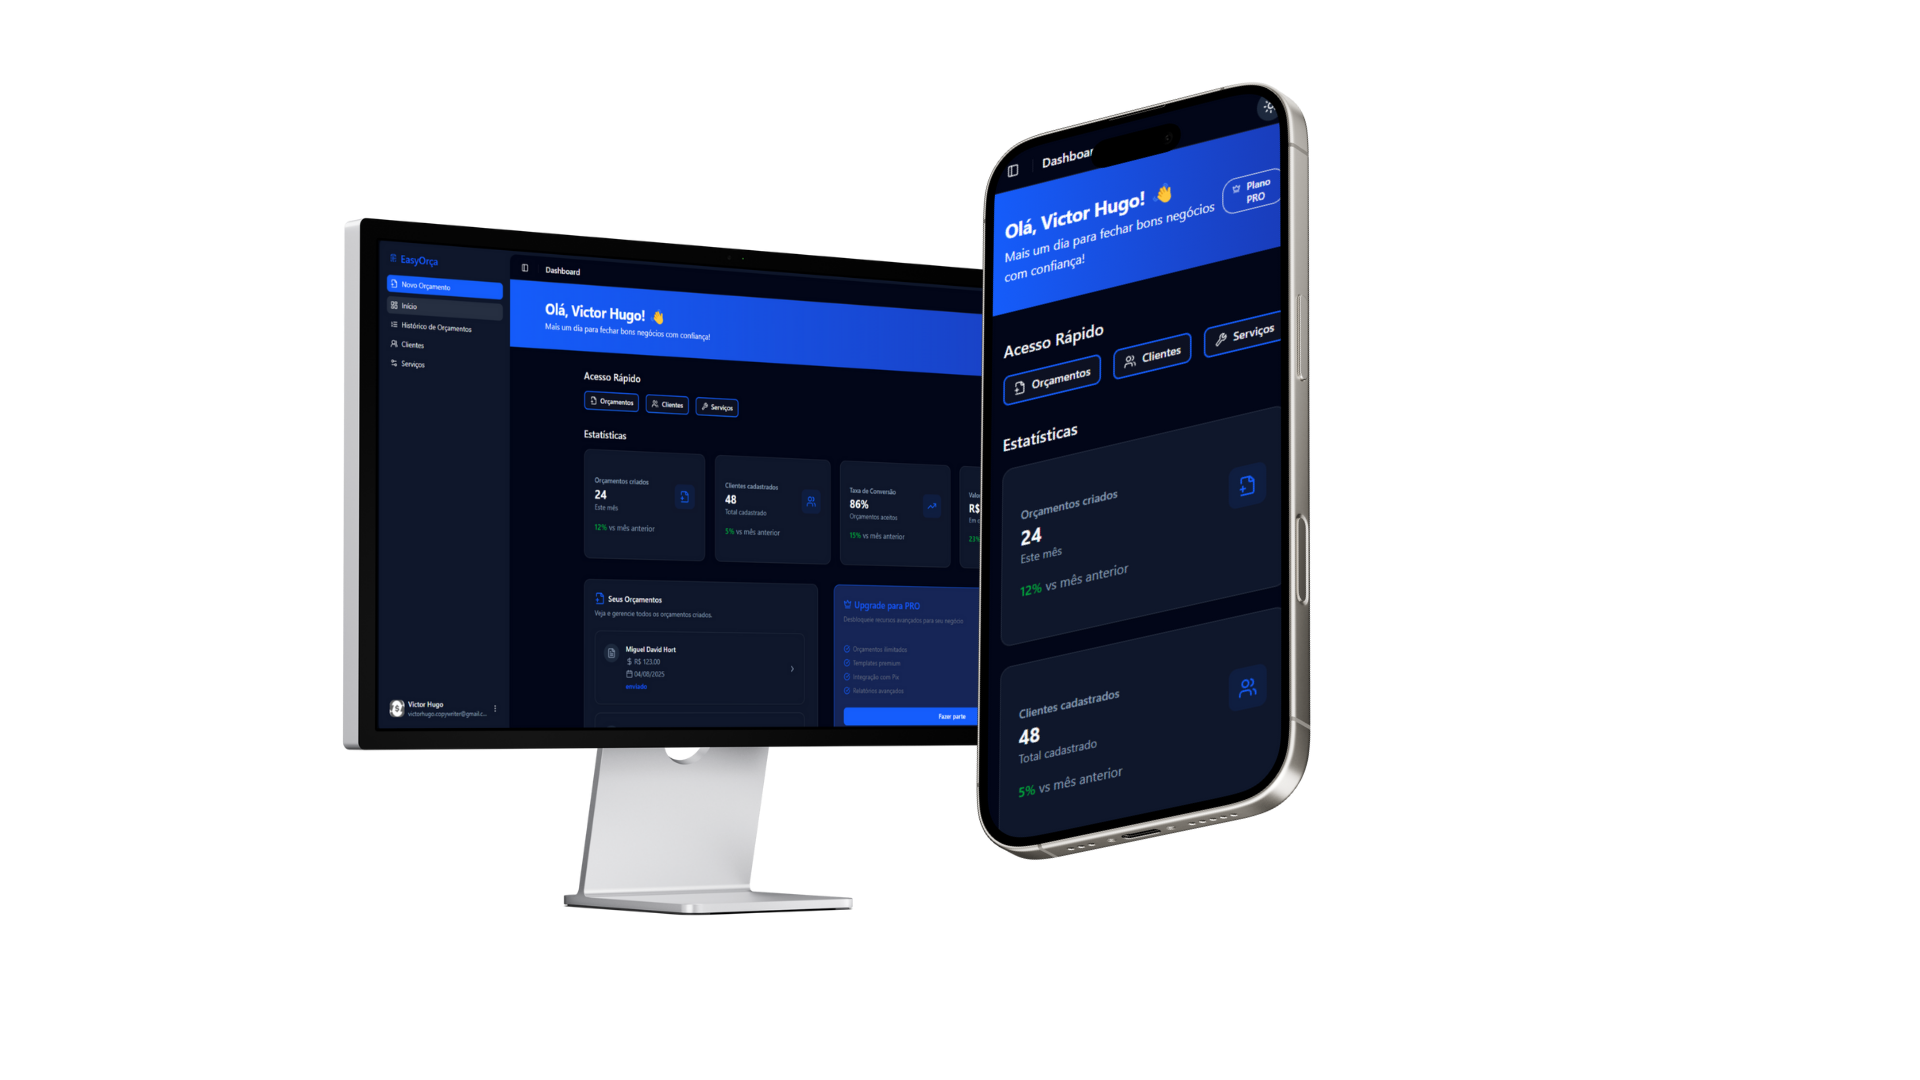 EasyOrça
Novo Orçamento
Início
Histórico de Orçamentos
Clientes
Serviços
Victor Hugo
victorhugo.copywriter@gmail.c...
Dashboard
Olá, Victor Hugo! 👋
Mais um dia para fechar bons negócios com confiança!
Acesso Rápido
Orçamentos
Clientes
Serviços
Estatísticas
Orçamentos criados
24
Este mês
12% vs mês anterior
Clientes cadastrados
48
Total cadastrado
5% vs mês anterior
Taxa de Conversão
86%
Orçamentos aceitos
15% vs mês anterior
R$
23%
Seus Orçamentos
Veja e gerencie todos os orçamentos criados.
Miguel David Hort
R$ 123.00
04/08/2025
enviado
Upgrade para PRO
Desbloqueie recursos avançados para seu negócio
Orçamentos ilimitados
Templates premium
Integração com Pix
Relatórios avançados
Fazer parte
Olá, Victor Hugo! 👋
Mais um dia para fechar bons negócios
com confiança!
Plano
PRO
Acesso Rápido
Orçamentos
Clientes
Serviços
Estatísticas
Orçamentos criados
24
Este mês
12% vs mês anterior
Clientes cadastrados
48
Total cadastrado
5% vs mês anterior